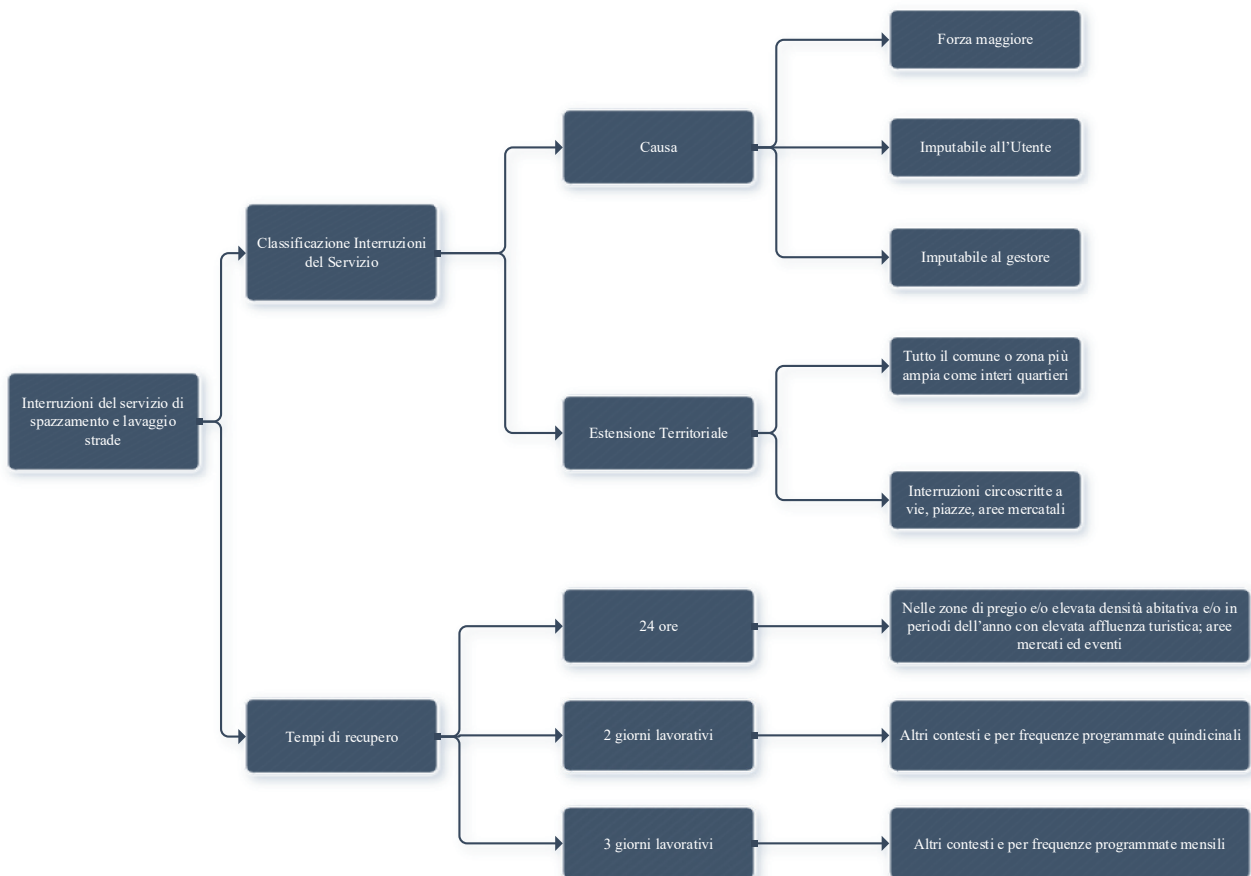 Interruzioni del servizio di
spazzamento e lavaggio
strade
Classificazione Interruzioni
del Servizio
Causa
Forza maggiore
Imputabile all’Utente
Imputabile al gestore
Estensione Territoriale
Tutto il comune o zona più
ampia come interi quartieri
Interruzioni circoscritte a
vie, piazze, aree mercatali
Tempi di recupero
24 ore
Nelle zone di pregio e/o elevata densità abitativa e/o in
periodi dell’anno con elevata affluenza turistica; aree
mercati ed eventi
2 giorni lavorativi
Altri contesti e per frequenze programmate quindicinali
3 giorni lavorativi
Altri contesti e per frequenze programmate mensili